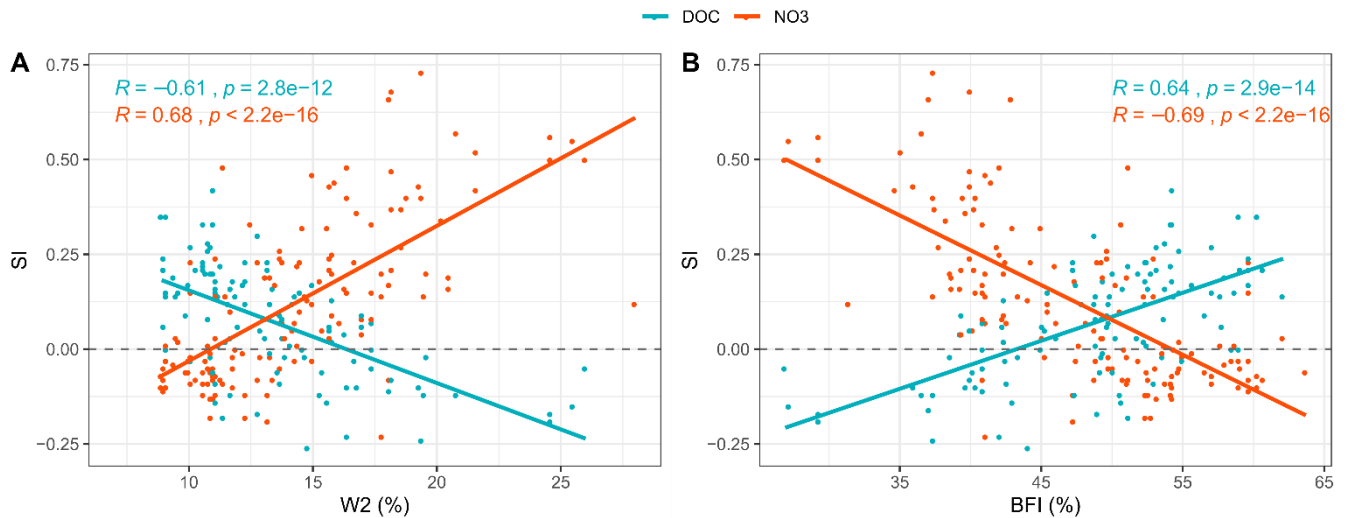 DOC NO3
A
R = −0.61 , p = 2.8e−12
R = 0.68 , p < 2.2e−16
0.75
0.50
0.25
0.00
−0.25
SI
10 15 20 25
W2 (%)
B
R = 0.64 , p = 2.9e−14
R = −0.69 , p < 2.2e−16
0.75
0.50
0.25
0.00
−0.25
SI
35 45 55 65
BFI (%)